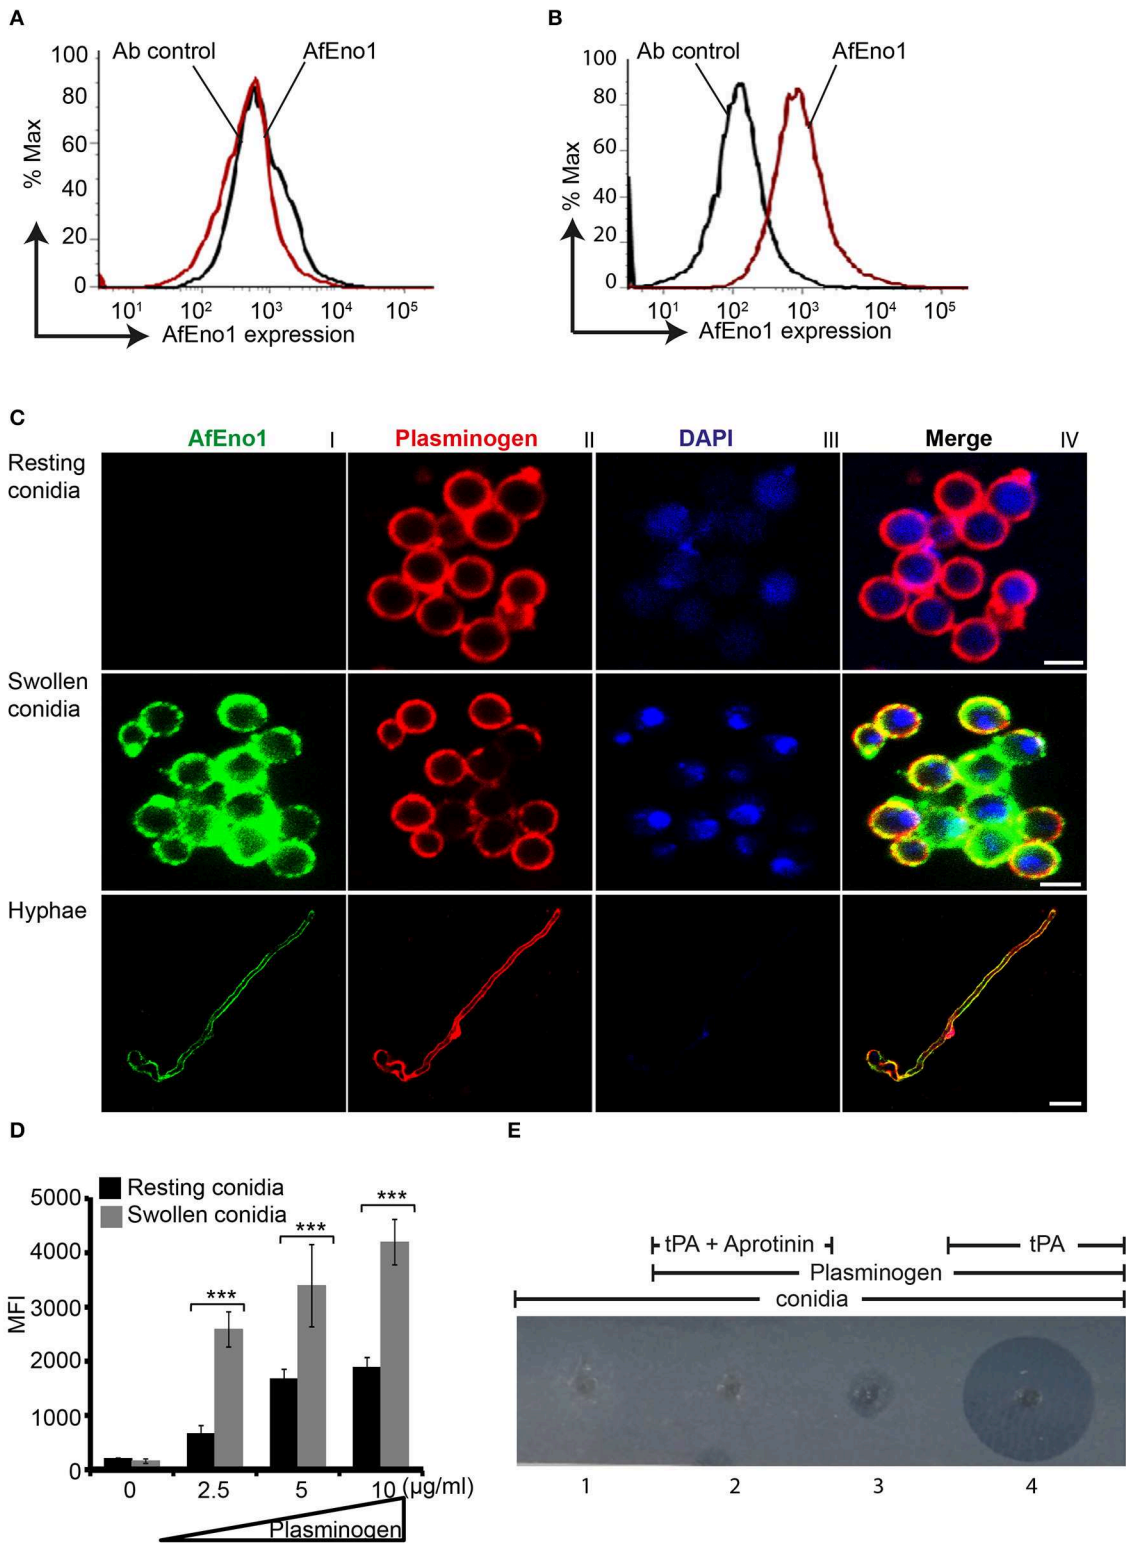 A
Ab control
AfEno1
100
80
60
40
20
0
% Max
10¹
10²
10³
10⁴
10⁵
AfEno1 expression
B
Ab control
AfEno1
100
80
60
40
20
0
% Max
10¹
10²
10³
10⁴
10⁵
AfEno1 expression
C
AfEno1
I
Plasminogen
II
DAPI
III
Merge
IV
Resting
conidia
Swollen
conidia
Hyphae
D
Resting conidia
Swollen conidia
5000
4000
3000
2000
1000
0
MFI
***
***
***
0
2.5
5
10 (µg/ml)
Plasminogen
E
tPA + Aprotinin
tPA
Plasminogen
conidia
1
2
3
4